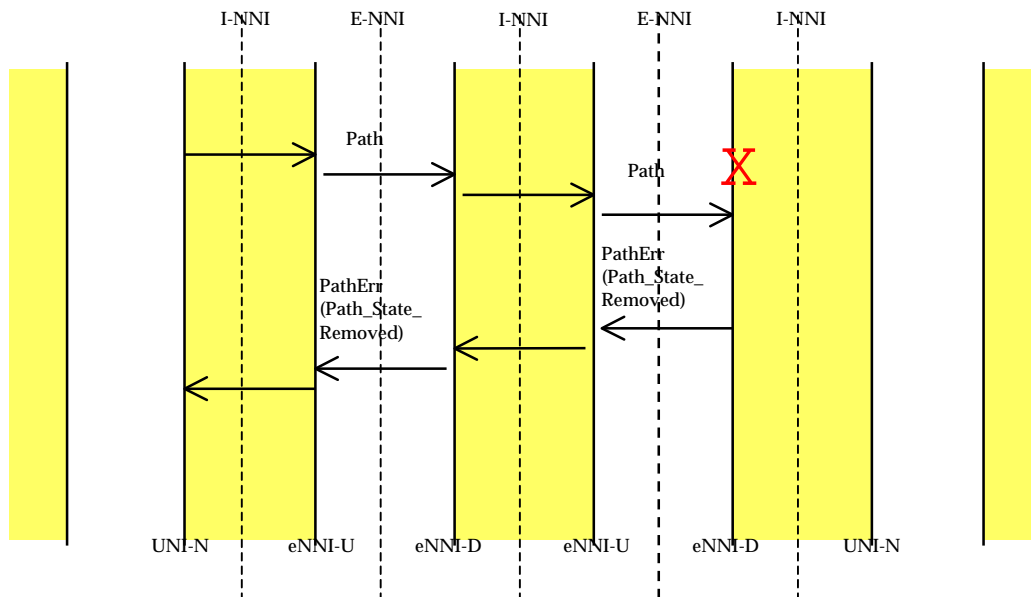 I-NNI
E-NNI
I-NNI
E-NNI
I-NNI
Path
Path
X
PathErr
(Path_State_
Removed)
PathErr
(Path_State_
Removed)
UNI-N
eNNI-U
eNNI-D
eNNI-U
eNNI-D
UNI-N